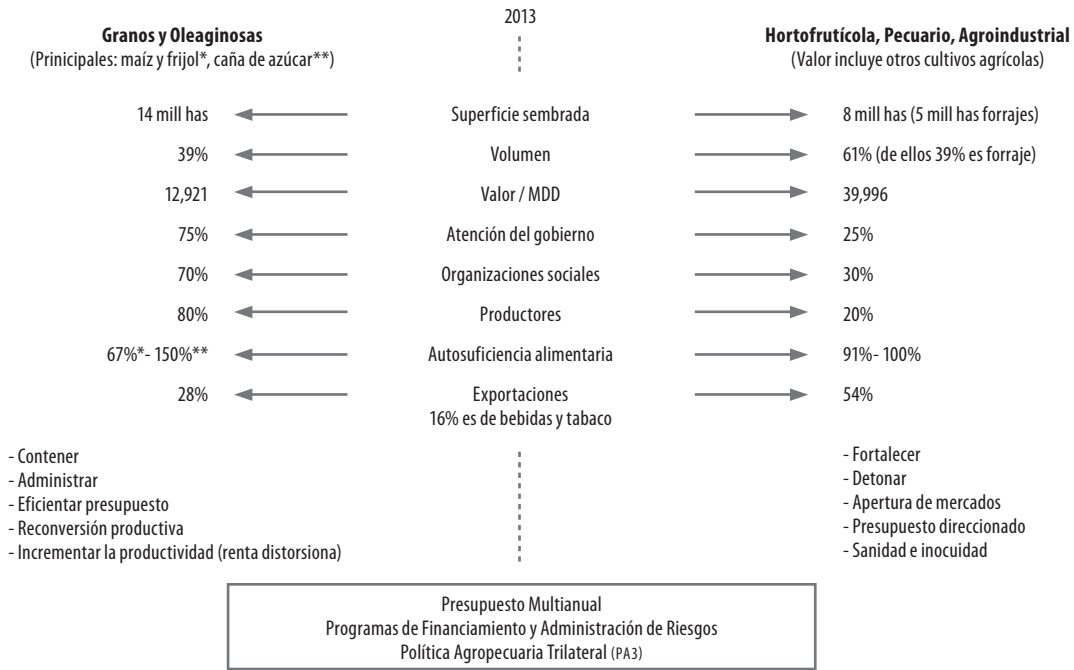 2013
Granos y Oleaginosas
(Prinicipales: maíz y frijol*, caña de azúcar**)
Hortofrutícola, Pecuario, Agroindustrial
(Valor incluye otros cultivos agrícolas)
14 mill has Superficie sembrada 8 mill has (5 mill has forrajes)
39% Volumen 61% (de ellos 39% es forraje)
12,921 Valor / MDD 39,996
75% Atención del gobierno 25%
70% Organizaciones sociales 30%
80% Productores 20%
67%*- 150%** Autosuficiencia alimentaria 91%- 100%
28% Exportaciones 54%
16% es de bebidas y tabaco
- Contener
- Administrar
- Eficientar presupuesto
- Reconversión productiva
- Incrementar la productividad (renta distorsiona)
- Fortalecer
- Detonar
- Apertura de mercados
- Presupuesto direccionado
- Sanidad e inocuidad
Presupuesto Multianual
Programas de Financiamiento y Administración de Riesgos
Política Agropecuaria Trilateral (PA3)